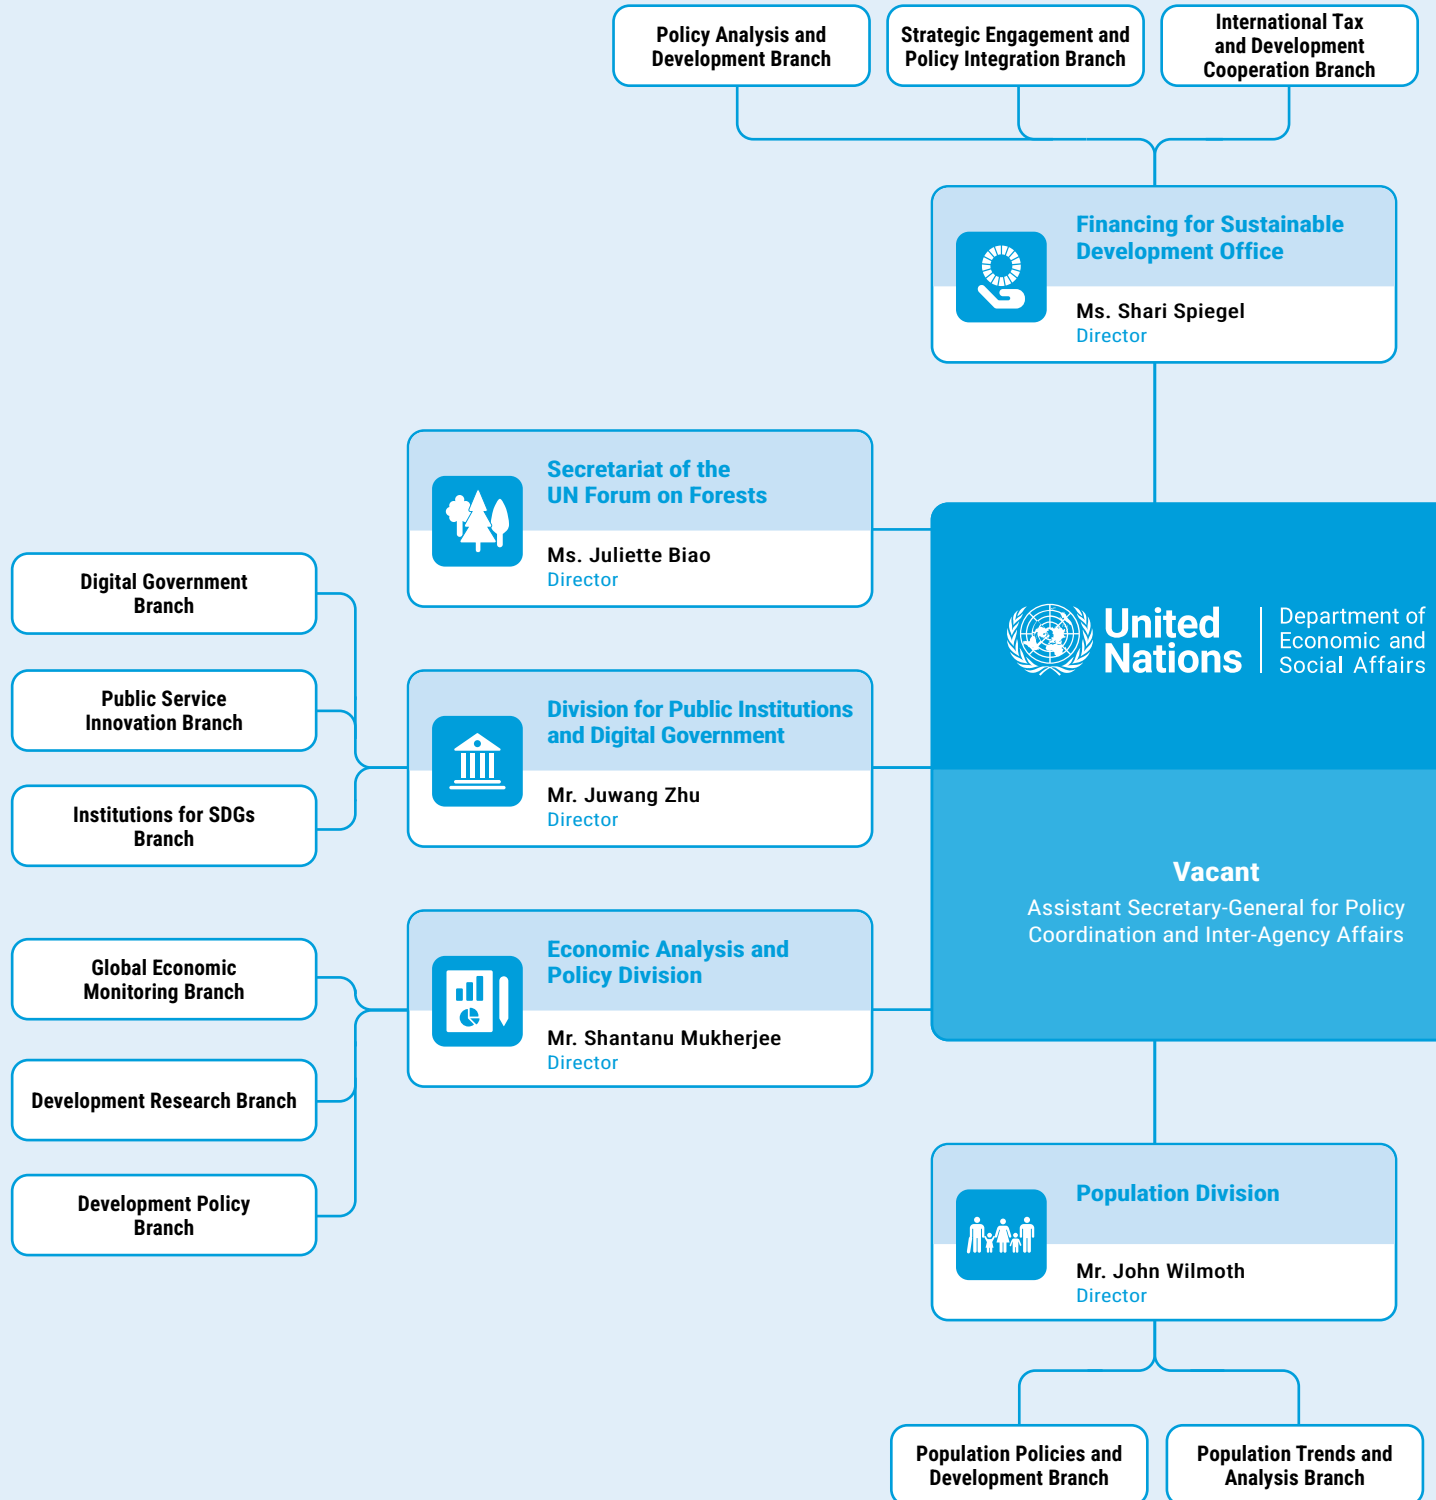 Policy Analysis and
Development Branch
Strategic Engagement and
Policy Integration Branch
International Tax
and Development
Cooperation Branch
Financing for Sustainable
Development Office
Ms. Shari Spiegel
Director
Secretariat of the
UN Forum on Forests
Ms. Juliette Biao
Director
Digital Government
Branch
Public Service
Innovation Branch
Institutions for SDGs
Branch
Division for Public Institutions
and Digital Government
Mr. Juwang Zhu
Director
United
Nations
Department of
Economic and
Social Affairs
Vacant
Assistant Secretary-General for Policy
Coordination and Inter-Agency Affairs
Global Economic
Monitoring Branch
Development Research Branch
Development Policy
Branch
Economic Analysis and
Policy Division
Mr. Shantanu Mukherjee
Director
Population Division
Mr. John Wilmoth
Director
Population Policies and
Development Branch
Population Trends and
Analysis Branch